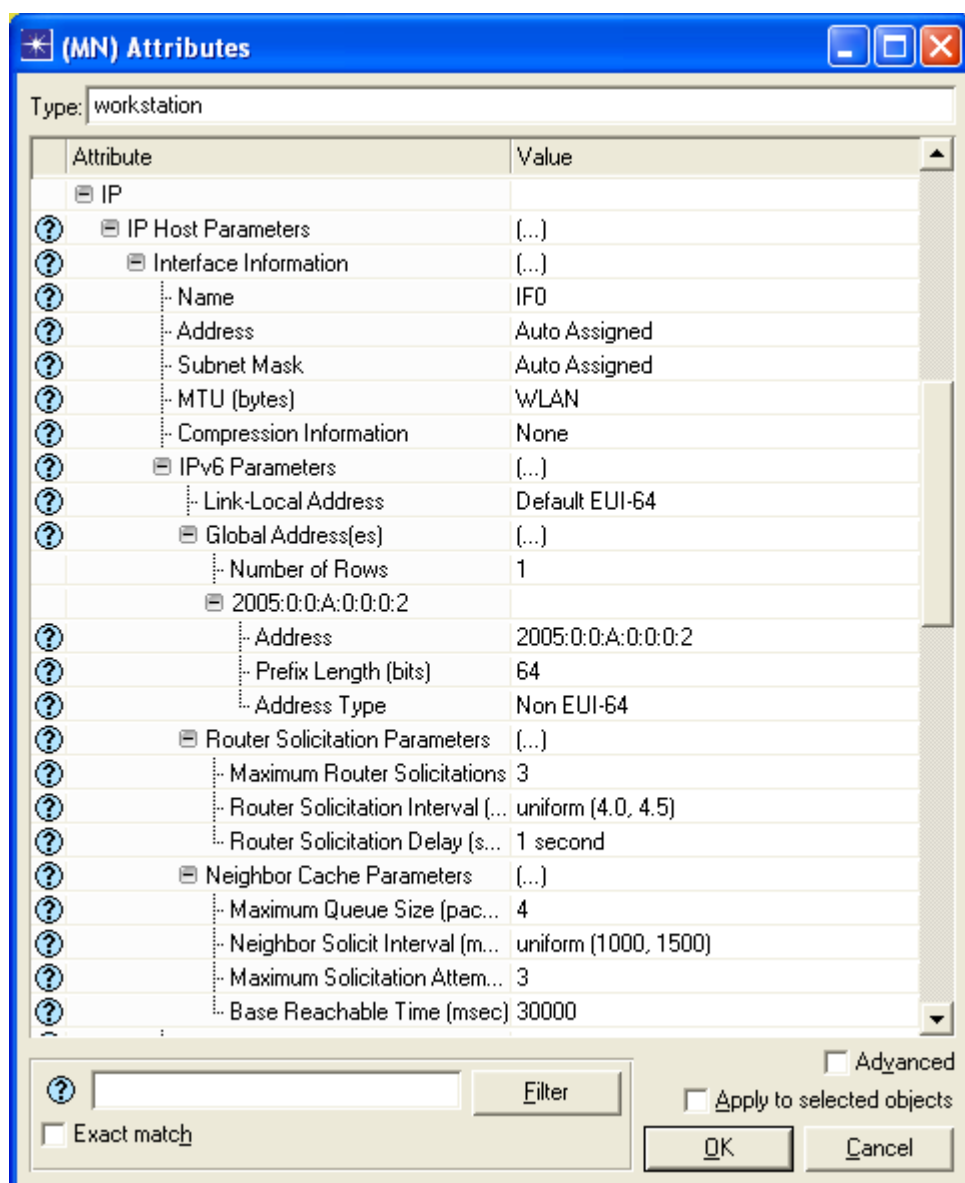 (MN) Attributes
Type: workstation
Attribute Value
IP
IP Host Parameters (...)
Interface Information (...)
Name IF0
Address Auto Assigned
Subnet Mask Auto Assigned
MTU (bytes) WLAN
Compression Information None
IPv6 Parameters (...)
Link-Local Address Default EUI-64
Global Address(es) (...)
Number of Rows 1
2005:0:0:A:0:0:0:2
Address 2005:0:0:A:0:0:0:2
Prefix Length (bits) 64
Address Type Non EUI-64
Router Solicitation Parameters (...)
Maximum Router Solicitations 3
Router Solicitation Interval (... uniform (4.0, 4.5)
Router Solicitation Delay (s... 1 second
Neighbor Cache Parameters (...)
Maximum Queue Size (pac... 4
Neighbor Solicit Interval (m... uniform (1000, 1500)
Maximum Solicitation Attem... 3
Base Reachable Time (msec) 30000
Advanced
Filter
Apply to selected objects
Exact match
OK Cancel